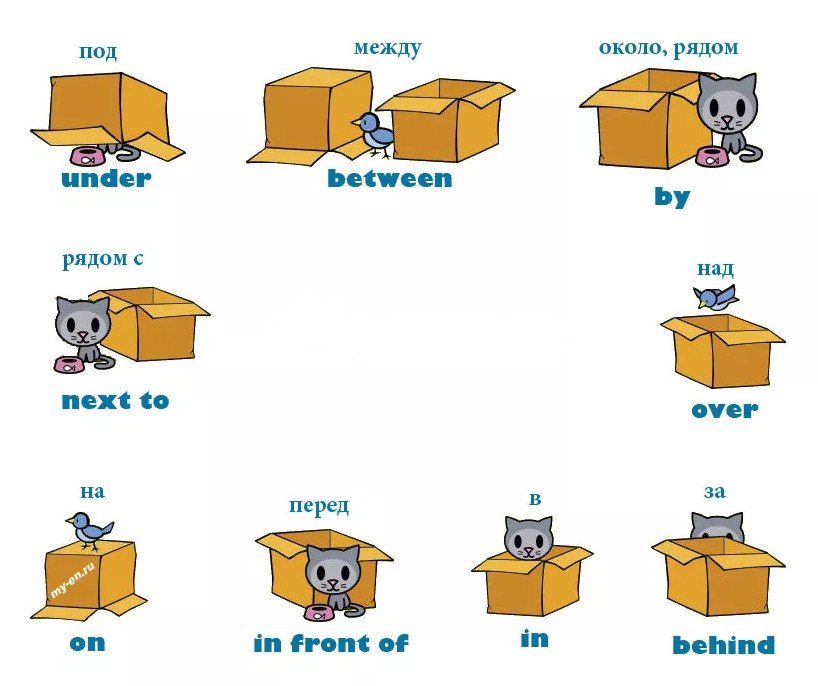 под
under
между
between
около, рядом
by
рядом с
next to
над
over
на
my-en.ru
on
перед
in front of
в
in
за
behind